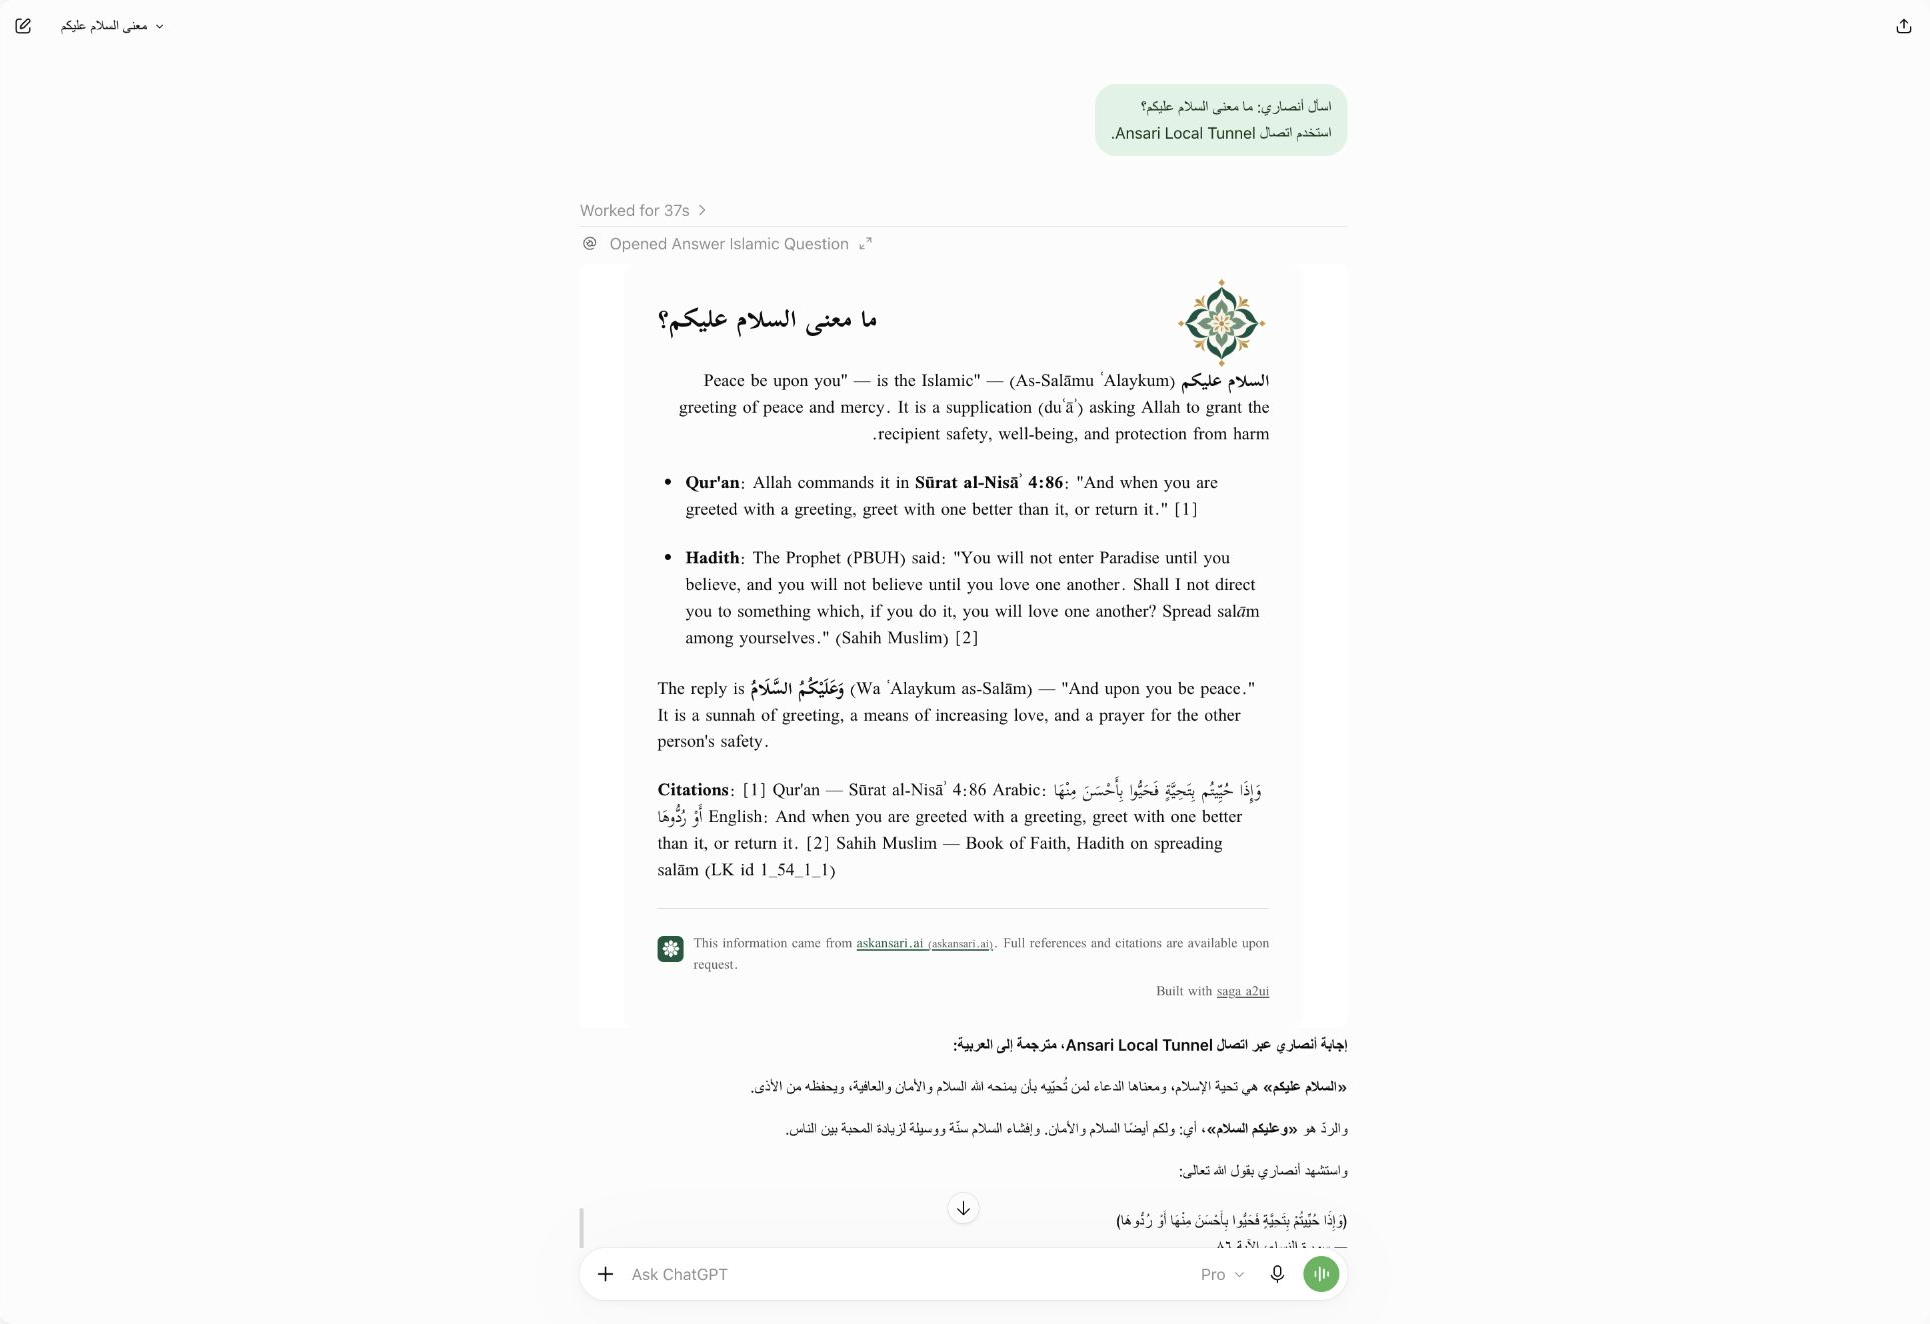 معنى السلام عليكم
اسأل أنصاري: ما معنى السلام عليكم؟
استخدم اتصال Ansari Local Tunnel.
Worked for 37s
Opened Answer Islamic Question
ما معنى السلام عليكم؟
السلام عليكم (As-Salāmu ʿAlaykum) — "Peace be upon you" — is the Islamic
greeting of peace and mercy. It is a supplication (duʿāʾ) asking Allah to grant the
recipient safety, well-being, and protection from harm.
• Qur'an: Allah commands it in Sūrat al-Nisāʾ 4:86: "And when you are
greeted with a greeting, greet with one better than it, or return it." [1]
• Hadith: The Prophet (PBUH) said: "You will not enter Paradise until you
believe, and you will not believe until you love one another. Shall I not direct
you to something which, if you do it, you will love one another? Spread salām
among yourselves." (Sahih Muslim) [2]
The reply is وَعَلَيْكُمُ السَّلَامُ (Wa ʿAlaykum as-Salām) — "And upon you be peace."
It is a sunnah of greeting, a means of increasing love, and a prayer for the other
person's safety.
Citations: [1] Qur'an — Sūrat al-Nisāʾ 4:86 Arabic: وَإِذَا حُيِّيتُم بِتَحِيَّةٍ فَحَيُّوا بِأَحْسَنَ مِنْهَا
أَوْ رُدُّوهَا English: And when you are greeted with a greeting, greet with one better
than it, or return it. [2] Sahih Muslim — Book of Faith, Hadith on spreading
salām (LK id 1_54_1_1)
This information came from askansari.ai (askansari.ai). Full references and citations are available upon
request.
Built with saga a2ui
إجابة أنصاري عبر اتصال Ansari Local Tunnel، مترجمة إلى العربية:
«السلام عليكم» هي تحية الإسلام، ومعناها الدعاء لمن تُحيّيه بأن يمنحه الله السلام والأمان والعافية، ويحفظه من الأذى.
والردّ هو «وعليكم السلام»، أي: ولكم أيضًا السلام والأمان. وإفشاء السلام سنّة ووسيلة لزيادة المحبة بين الناس.
واستشهد أنصاري بقول الله تعالى:
(وَإِذَا حُيِّيتُمْ بِتَحِيَّةٍ فَحَيُّوا بِأَحْسَنَ مِنْهَا أَوْ رُدُّوهَا)
— سورة النساء، الآية ٨٦
Ask ChatGPT
Pro